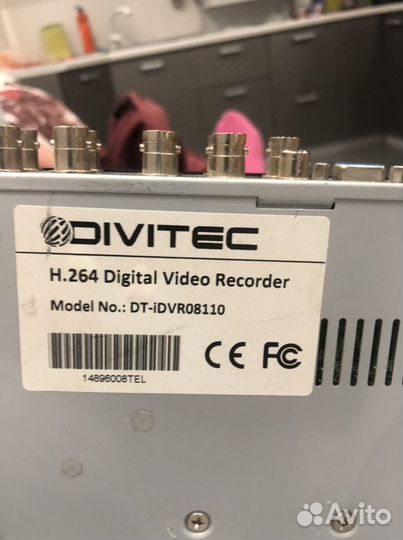 DIVITEC
H.264 Digital Video Recorder
Model No.: DT-iDVR08110
CE FC
14896008TEL
Avito